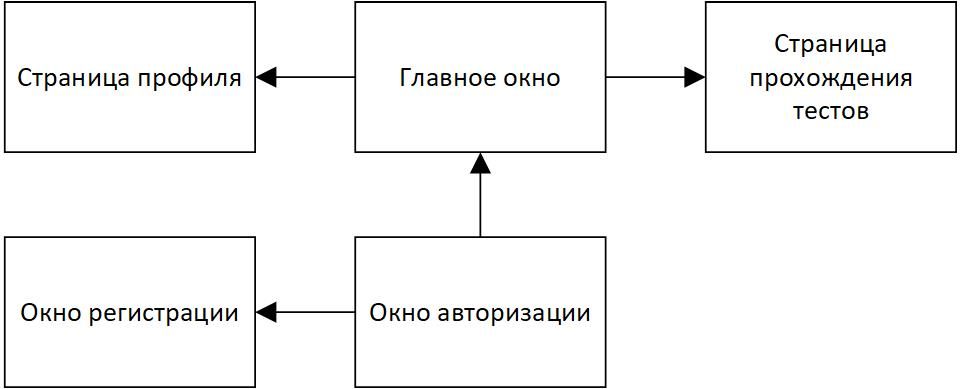 Страница профиля
Главное окно
Страница
прохождения
тестов
Окно регистрации
Окно авторизации